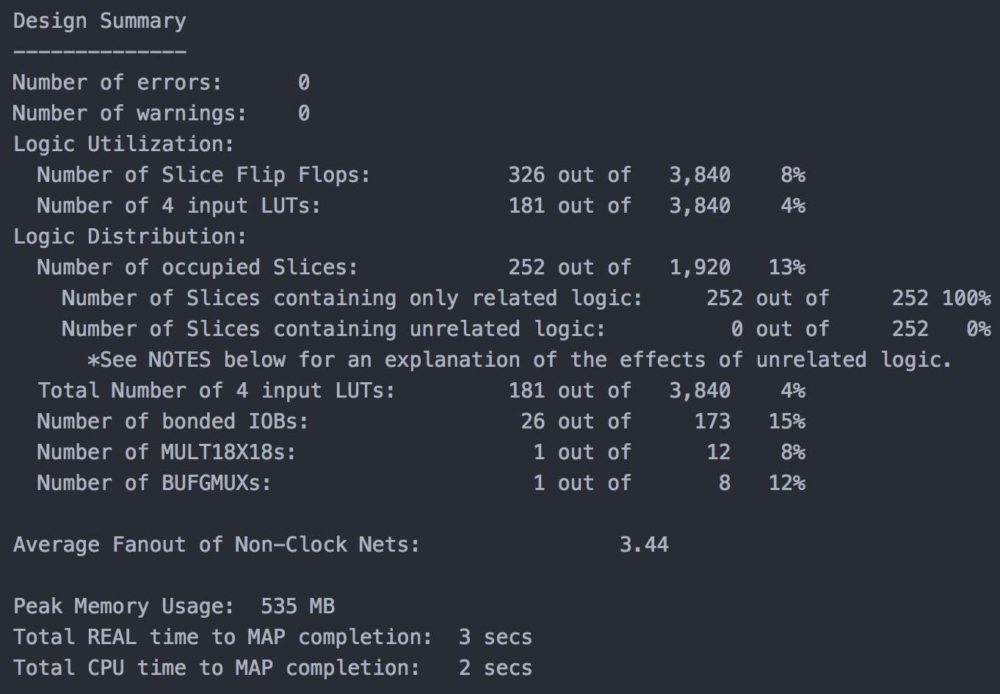 Design Summary
--------------
Number of errors:      0
Number of warnings:    0
Logic Utilization:
  Number of Slice Flip Flops:           326 out of   3,840    8%
  Number of 4 input LUTs:               181 out of   3,840    4%
Logic Distribution:
  Number of occupied Slices:            252 out of   1,920   13%
    Number of Slices containing only related logic:     252 out of     252 100%
    Number of Slices containing unrelated logic:          0 out of     252   0%
      *See NOTES below for an explanation of the effects of unrelated logic.
  Total Number of 4 input LUTs:         181 out of   3,840    4%
  Number of bonded IOBs:                 26 out of     173   15%
  Number of MULT18X18s:                   1 out of      12    8%
  Number of BUFGMUXs:                     1 out of       8   12%

Average Fanout of Non-Clock Nets:                3.44

Peak Memory Usage:  535 MB
Total REAL time to MAP completion:  3 secs
Total CPU time to MAP completion:   2 secs